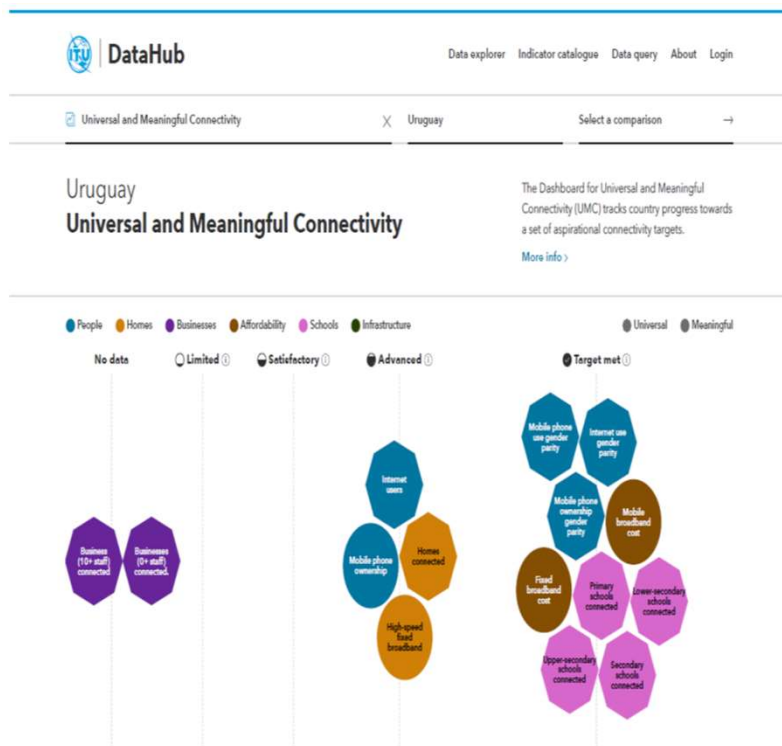 ITU DataHub
Data explorer Indicator catalogue Data query About Login
Universal and Meaningful Connectivity X Uruguay Select a comparison →
Uruguay
Universal and Meaningful Connectivity
The Dashboard for Universal and Meaningful
Connectivity (UMC) tracks country progress towards
a set of aspirational connectivity targets.
More info >
People Homes Businesses Affordability Schools Infrastructure
Universal Meaningful
No data Limited Satisfactory Advanced Target met
Business
(10+ staff)
connected
Businesses
(0+ staff)
connected.
Internet
users
Mobile phone
ownership
Homes
connected
High-speed
fixed
broadband
Mobile phone
use gender
parity
Internet use
gender
parity
Mobile phone
ownership
gender
parity
Mobile
broadband
cost
Fixed
broadband
cost
Primary
schools
connected
Lower-secondary
schools
connected
Upper-secondary
schools
connected
Secondary
schools
connected